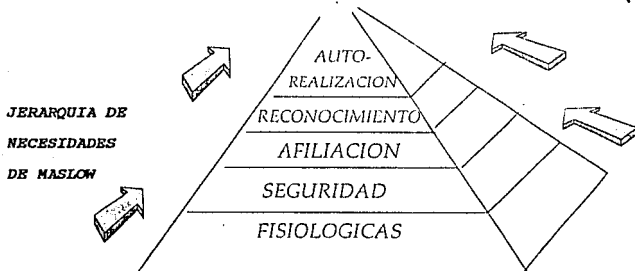 AUTO-
REALIZACION
RECONOCIMIENTO
AFILIACION
SEGURIDAD
FISIOLOGICAS
JERARQUIA DE
NECESIDADES
DE MASLOW